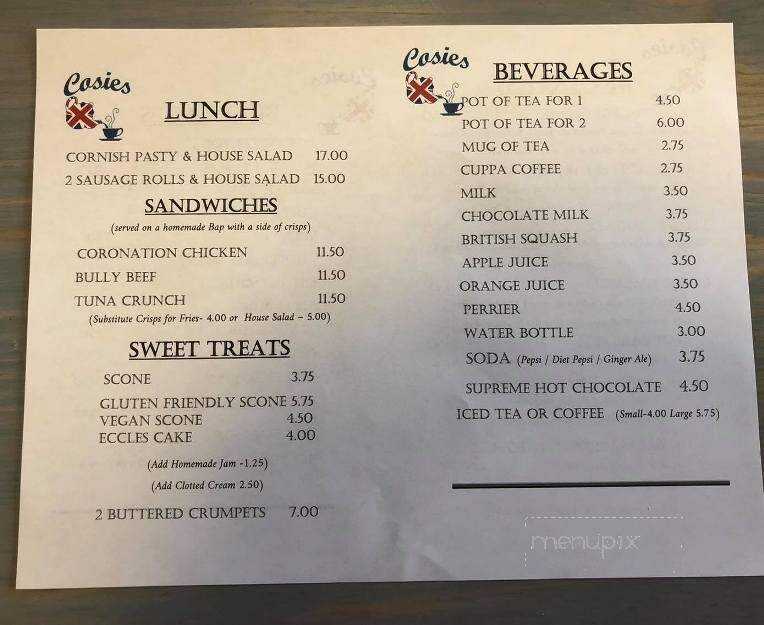 Cosies
LUNCH
CORNISH PASTY & HOUSE SALAD 17.00
2 SAUSAGE ROLLS & HOUSE SALAD 15.00
SANDWICHES
(served on a homemade Bap with a side of crisps)
CORONATION CHICKEN 11.50
BULLY BEEF 11.50
TUNA CRUNCH 11.50
(Substitute Crisps for Fries- 4.00 or House Salad – 5.00)
SWEET TREATS
SCONE 3.75
GLUTEN FRIENDLY SCONE 5.75
VEGAN SCONE 4.50
ECCLES CAKE 4.00
(Add Homemade Jam -1.25)
(Add Clotted Cream 2.50)
2 BUTTERED CRUMPETS 7.00
Cosies
BEVERAGES
POT OF TEA FOR 1 4.50
POT OF TEA FOR 2 6.00
MUG OF TEA 2.75
CUPPA COFFEE 2.75
MILK 3.50
CHOCOLATE MILK 3.75
BRITISH SQUASH 3.75
APPLE JUICE 3.50
ORANGE JUICE 3.50
PERRIER 4.50
WATER BOTTLE 3.00
SODA (Pepsi / Diet Pepsi / Ginger Ale) 3.75
SUPREME HOT CHOCOLATE 4.50
ICED TEA OR COFFEE (Small-4.00 Large 5.75)
menupix